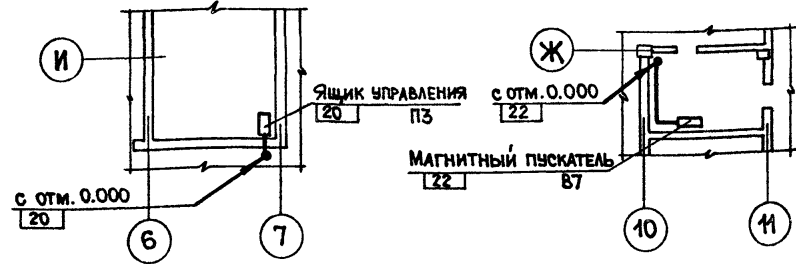 И
Ящик управления
20 П3
с отм. 0.000
20
6
7
Ж
с отм. 0.000
22
Магнитный пускатель
22 В7
10
11